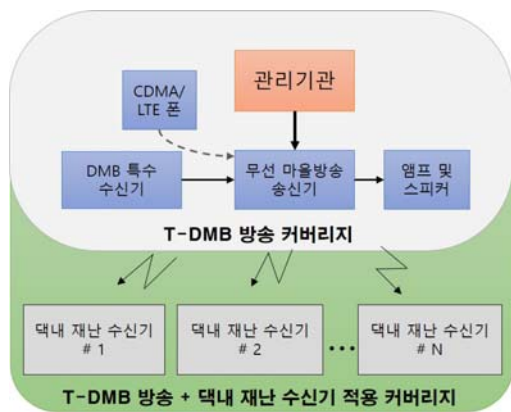 관리기관
CDMA/
LTE 폰
DMB 특수
수신기
무선 마을방송
송신기
앰프 및
스피커
T-DMB 방송 커버리지
댁내 재난 수신기
# 1
댁내 재난 수신기
# 2
•••
댁내 재난 수신기
# N
T-DMB 방송 + 댁내 재난 수신기 적용 커버리지